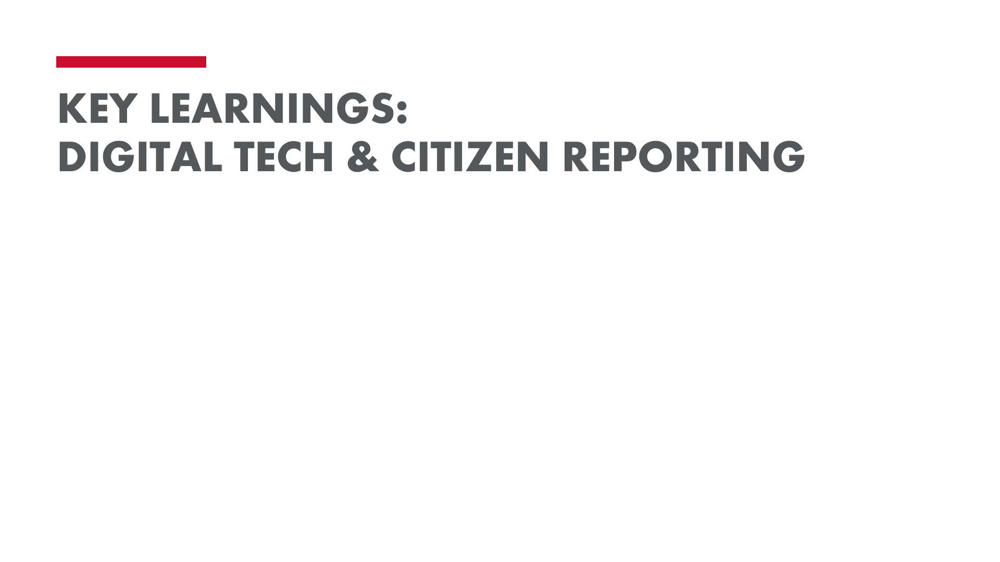 KEY LEARNINGS:
DIGITAL TECH & CITIZEN REPORTING